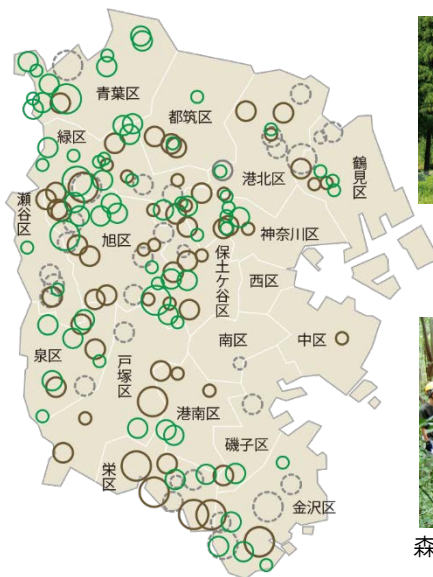 青葉区
都筑区
緑区
港北区
鶴見区
瀬谷区
旭区
保土ケ谷区
神奈川区
西区
泉区
戸塚区
南区
中区
港南区
磯子区
栄区
金沢区
森